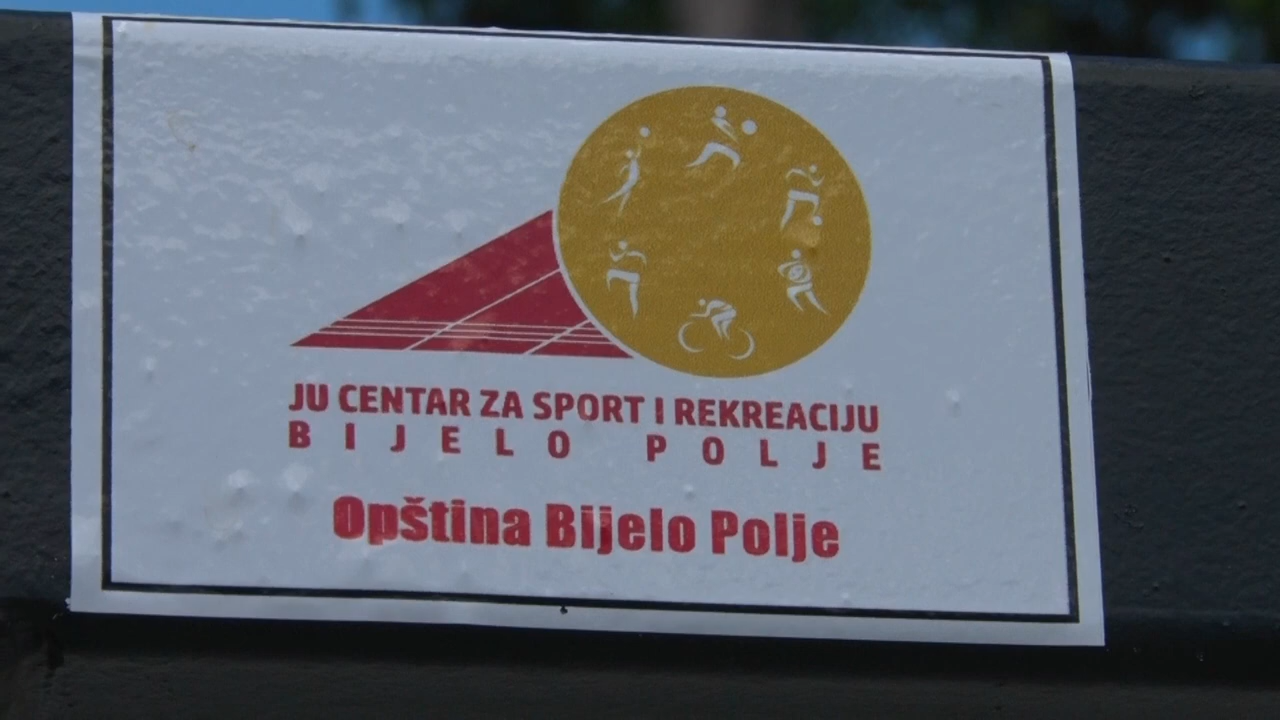 JU CENTAR ZA SPORT I REKREACIJU
BIJELO POLJE
Opština Bijelo Polje